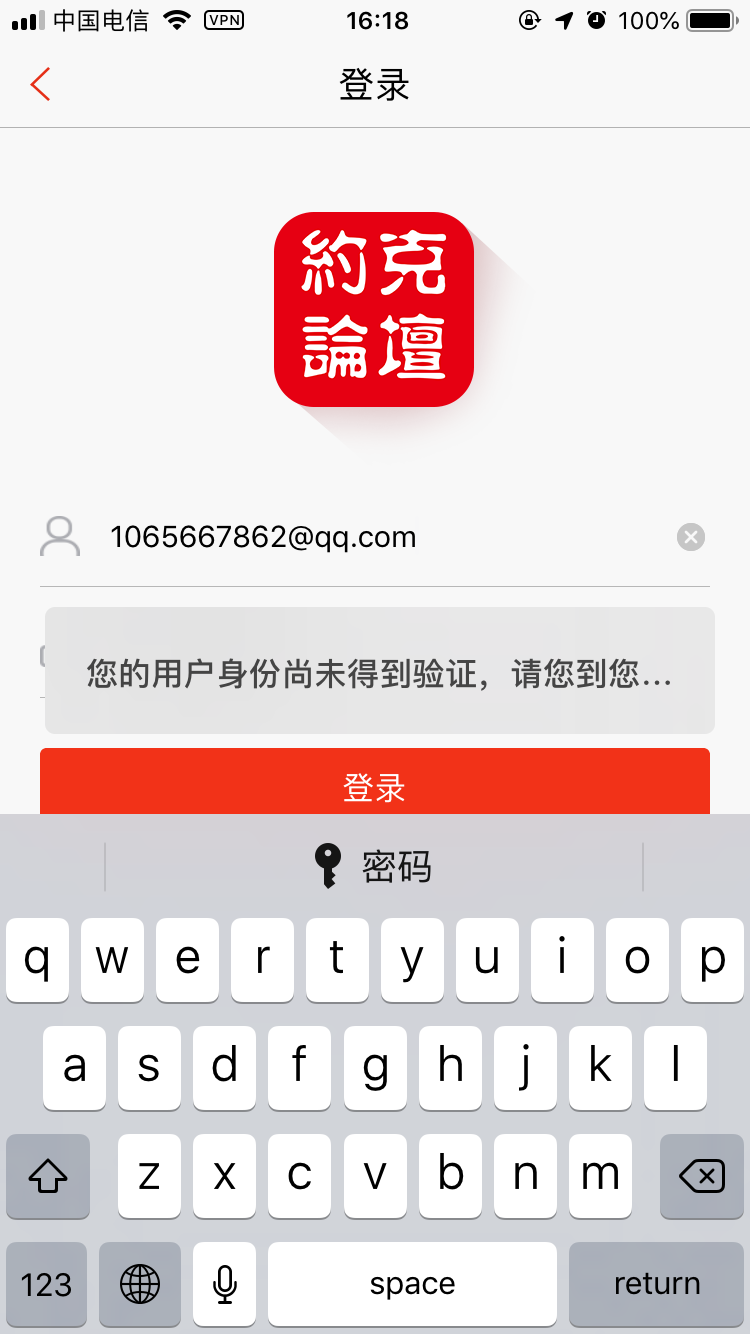 中国电信 VPN 16:18 100%
登录
約克
論壇
1065667862@qq.com
您的用户身份尚未得到验证，请您到您...
登录
密码
q w e r t y u i o p
a s d f g h j k l
z x c v b n m
123 space return